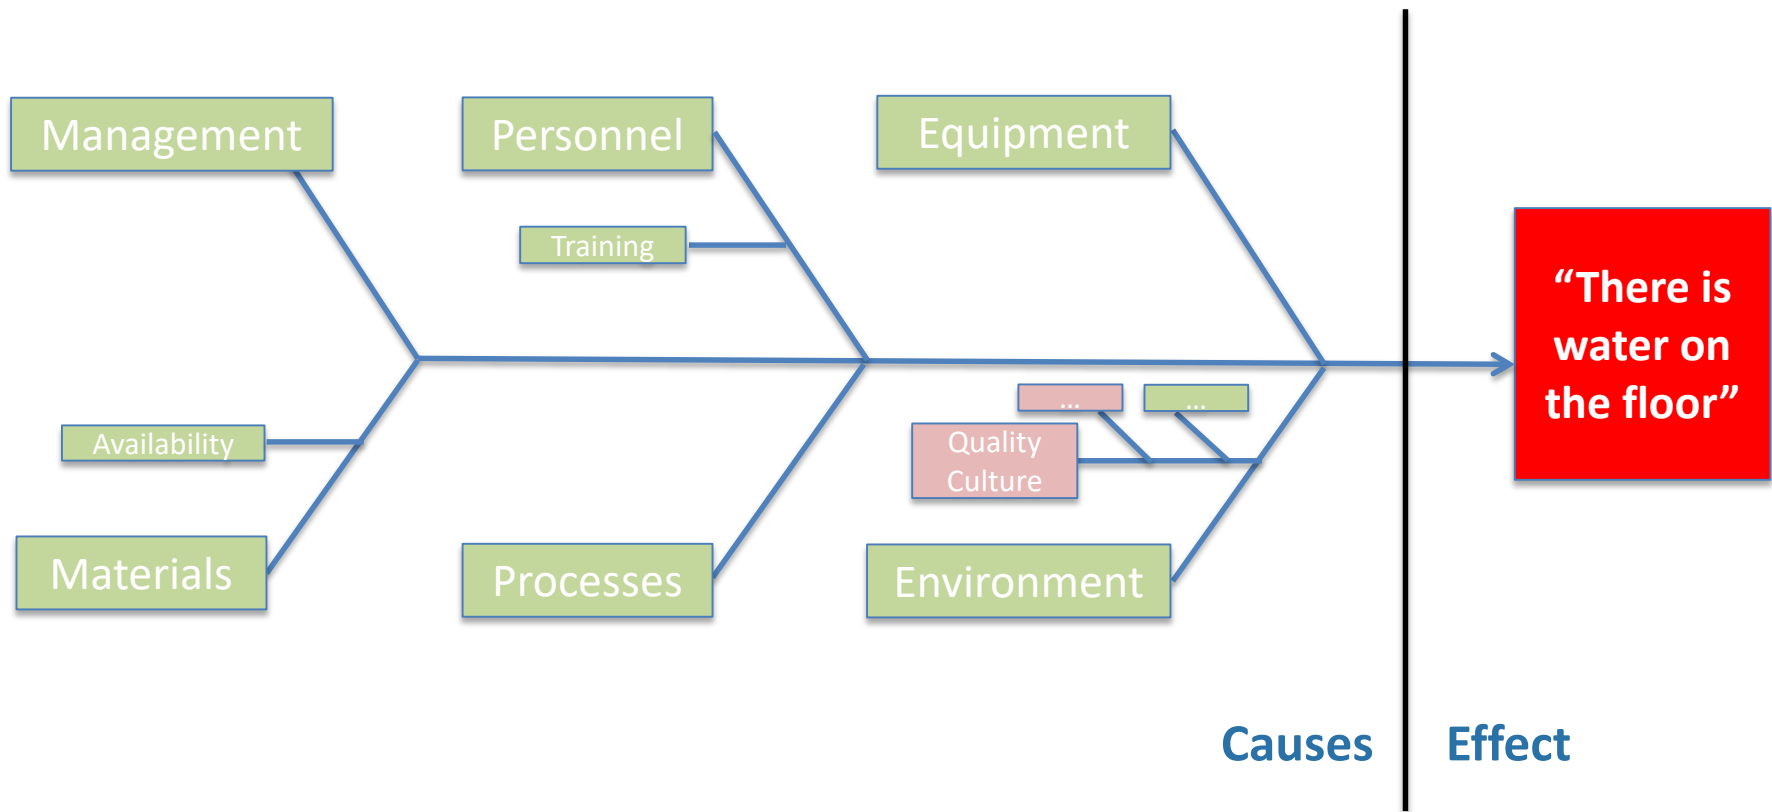 Management
Personnel
Equipment
Training
“There is
water on
the floor”
...
...
Availability
Quality
Culture
Materials
Processes
Environment
Causes
Effect